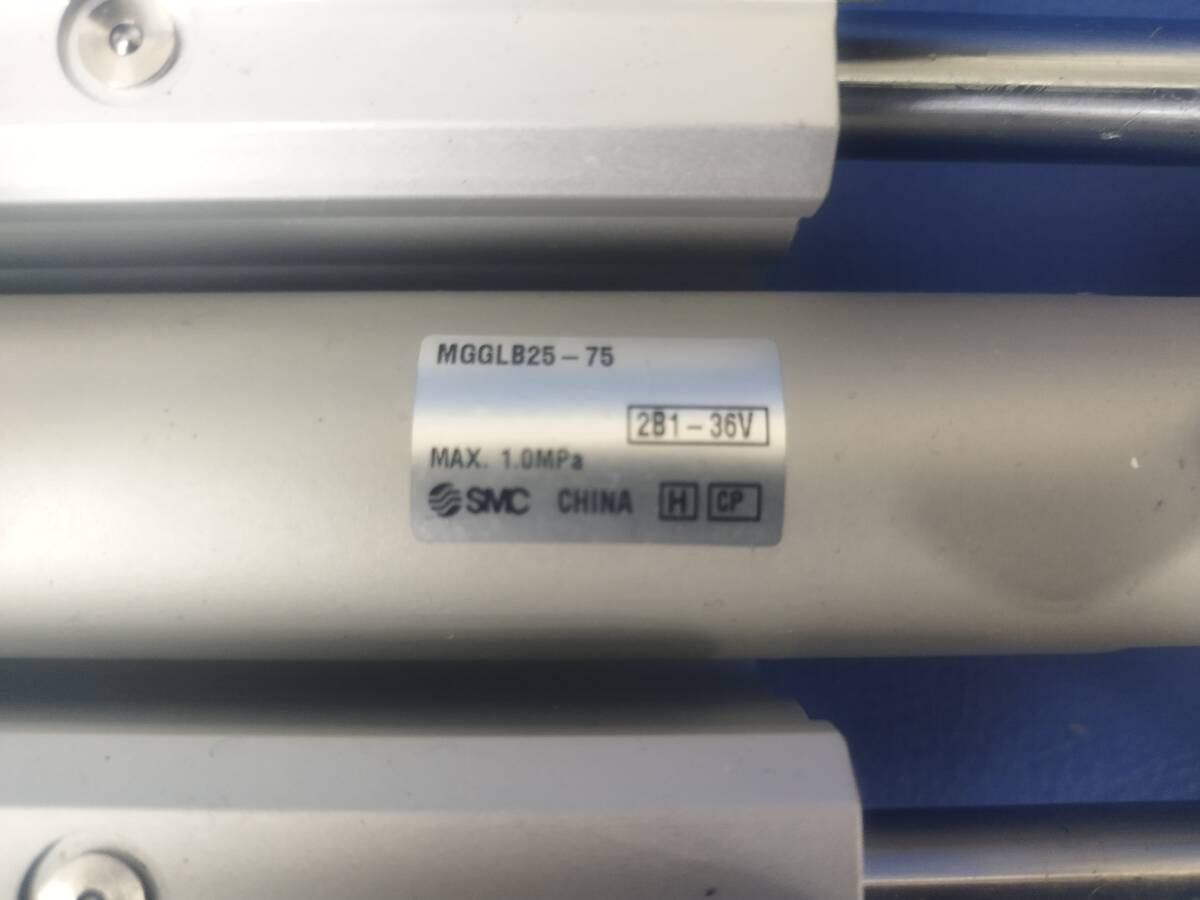 MGGLB25-75
2B1-36V
MAX. 1.0MPa
SMC CHINA H CP